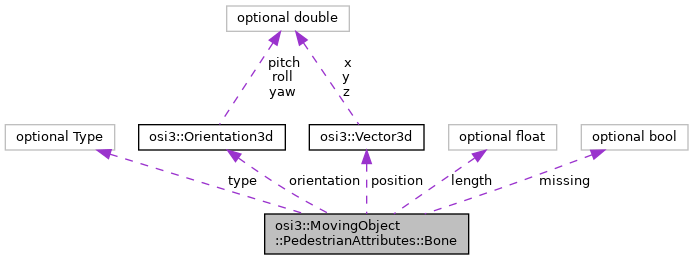 optional double
pitch
roll
yaw
x
y
z
optional Type
osi3::Orientation3d
osi3::Vector3d
optional float
optional bool
type
orientation
position
length
missing
osi3::MovingObject
::PedestrianAttributes::Bone